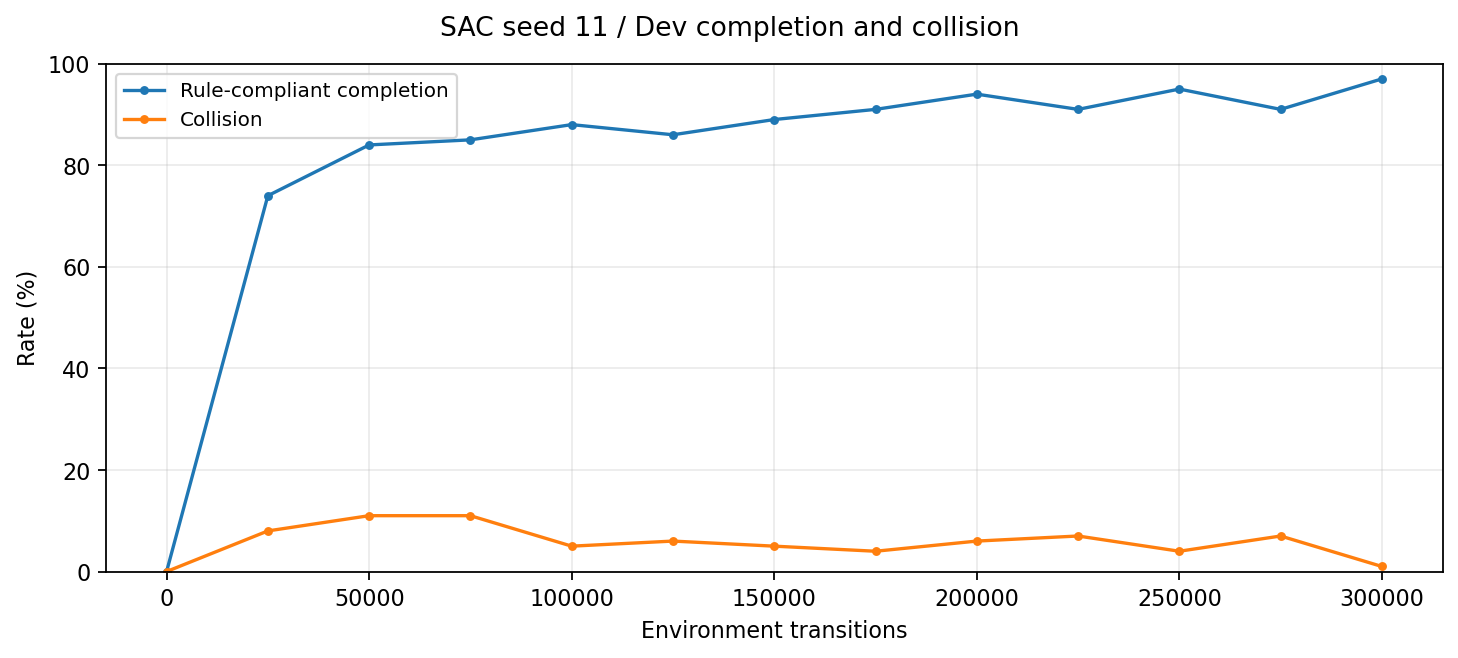 SAC seed 11 / Dev completion and collision
Rule-compliant completion
Collision
100
80
60
40
20
0
Rate (%)
0 50000 100000 150000 200000 250000 300000
Environment transitions